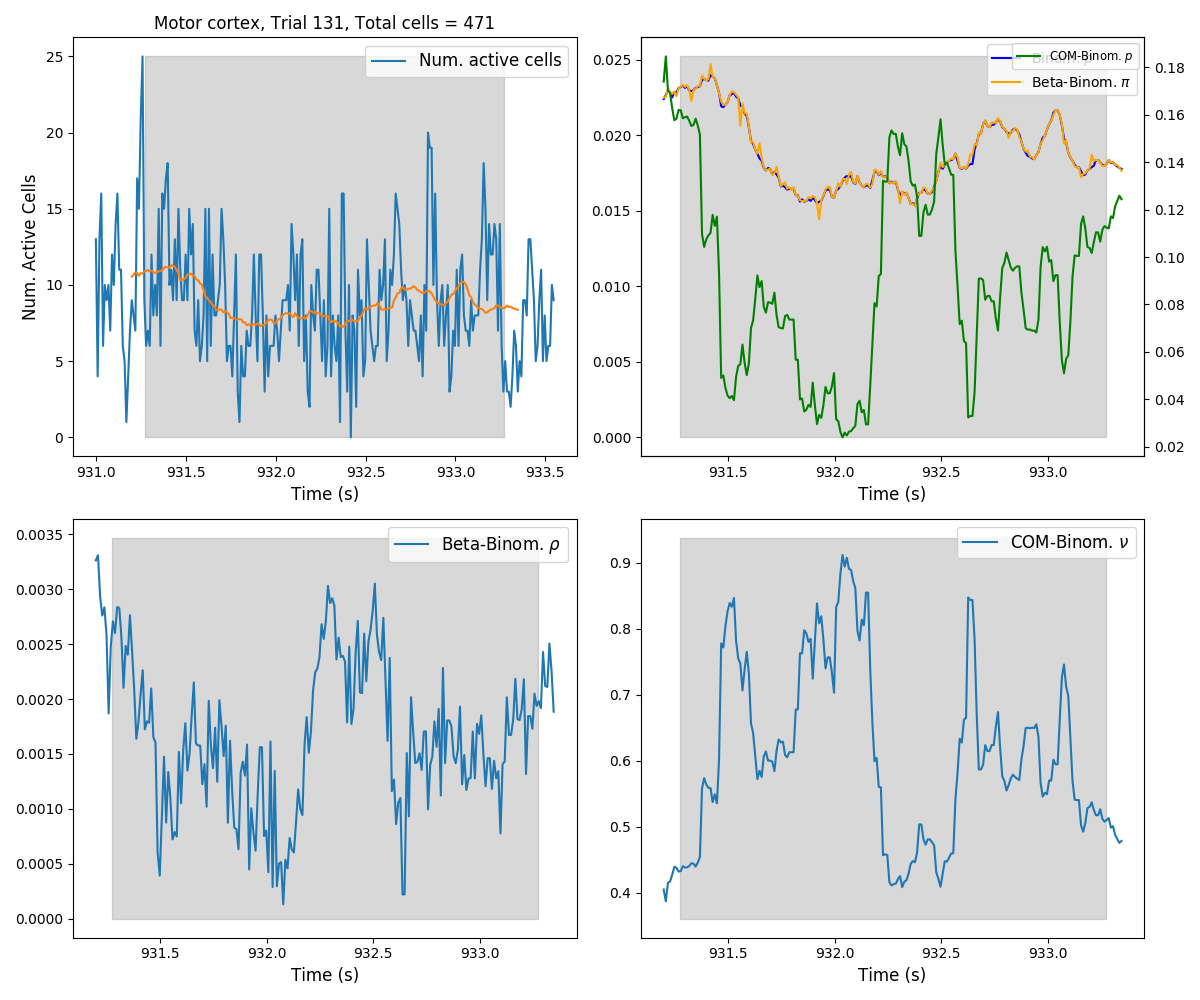 Motor cortex, Trial 131, Total cells = 471
Num. active cells
Num. Active Cells
25
20
15
10
5
0
931.0 931.5 932.0 932.5 933.0 933.5
Time (s)
COM-Binom. p
Binom. p
Beta-Binom. π
0.025
0.020
0.015
0.010
0.005
0.000
0.18
0.16
0.14
0.12
0.10
0.08
0.06
0.04
0.02
931.5 932.0 932.5 933.0
Time (s)
Beta-Binom. ρ
0.0035
0.0030
0.0025
0.0020
0.0015
0.0010
0.0005
0.0000
931.5 932.0 932.5 933.0
Time (s)
COM-Binom. ν
0.9
0.8
0.7
0.6
0.5
0.4
931.5 932.0 932.5 933.0
Time (s)